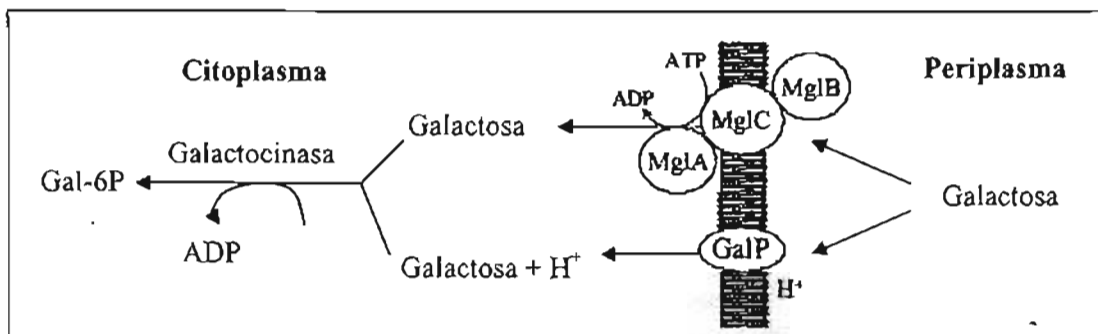 Citoplasma
Periplasma
ATP
MglB
ADP
MglC
Galactosa
MglA
Galactocinasa
Gal-6P
Galactosa
ADP
GalP
Galactosa + H⁺
H⁺